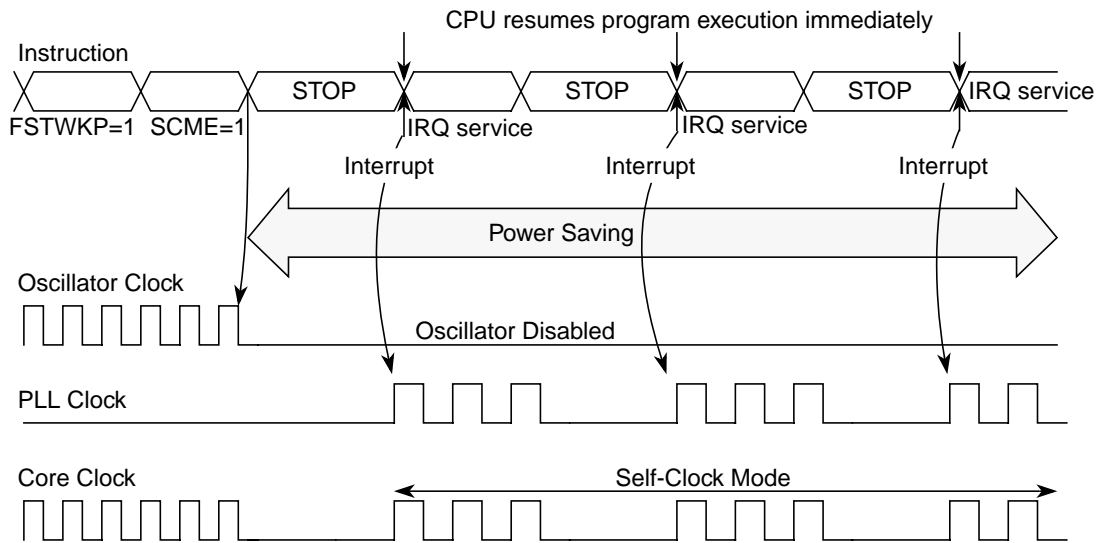 CPU resumes program execution immediately
Instruction
STOP
STOP
STOP
IRQ service
FSTWKP=1
SCME=1
IRQ service
IRQ service
Interrupt
Interrupt
Interrupt
Power Saving
Oscillator Clock
Oscillator Disabled
PLL Clock
Core Clock
Self-Clock Mode